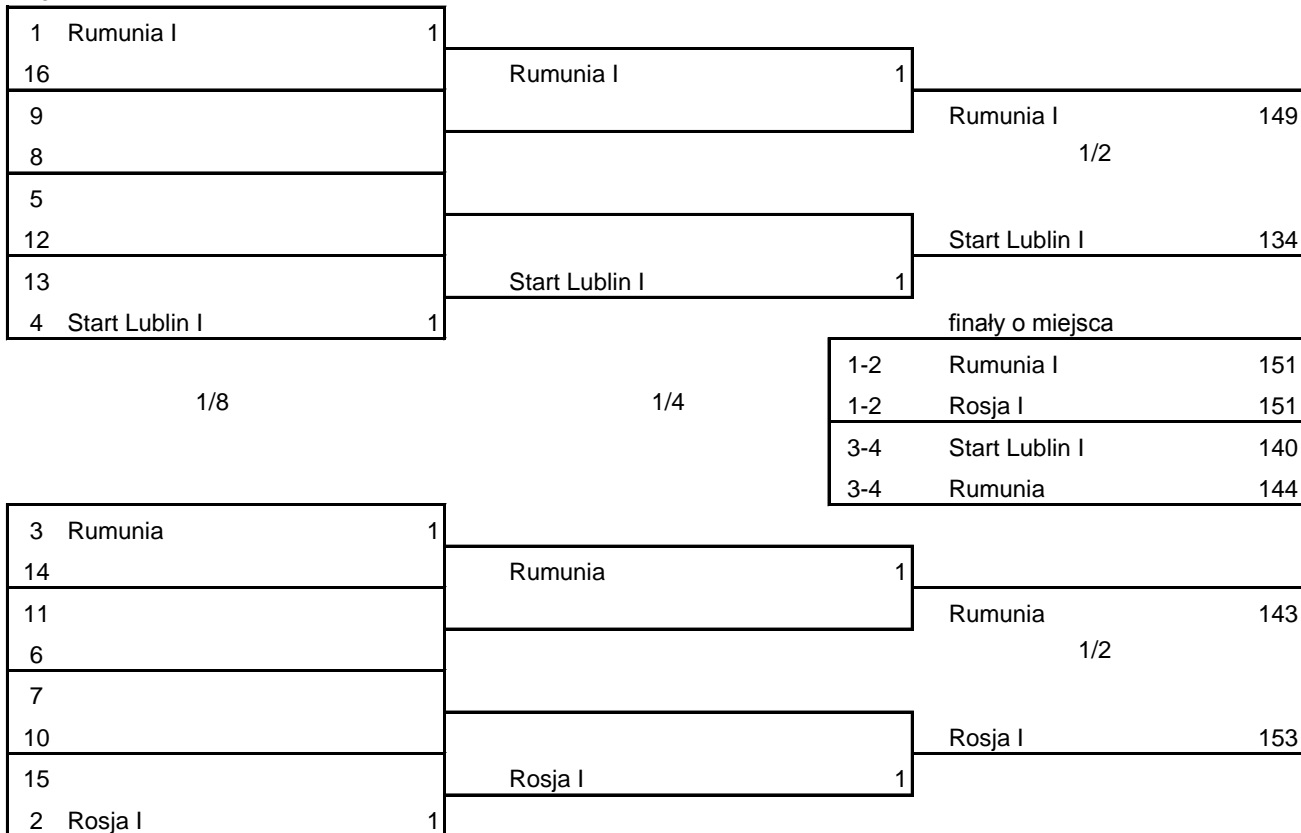 1 Rumunia I 1
16 Rumunia I 1
9 Rumunia I 149
8 1/2
5
12 Start Lublin I 134
13 Start Lublin I 1
4 Start Lublin I 1 finały o miejsca
1-2 Rumunia I 151
1/8 1/4 1-2 Rosja I 151
3-4 Start Lublin I 140
3-4 Rumunia 144
3 Rumunia 1
14 Rumunia 1
11 Rumunia 143
6 1/2
7
10 Rosja I 153
15 Rosja I 1
2 Rosja I 1